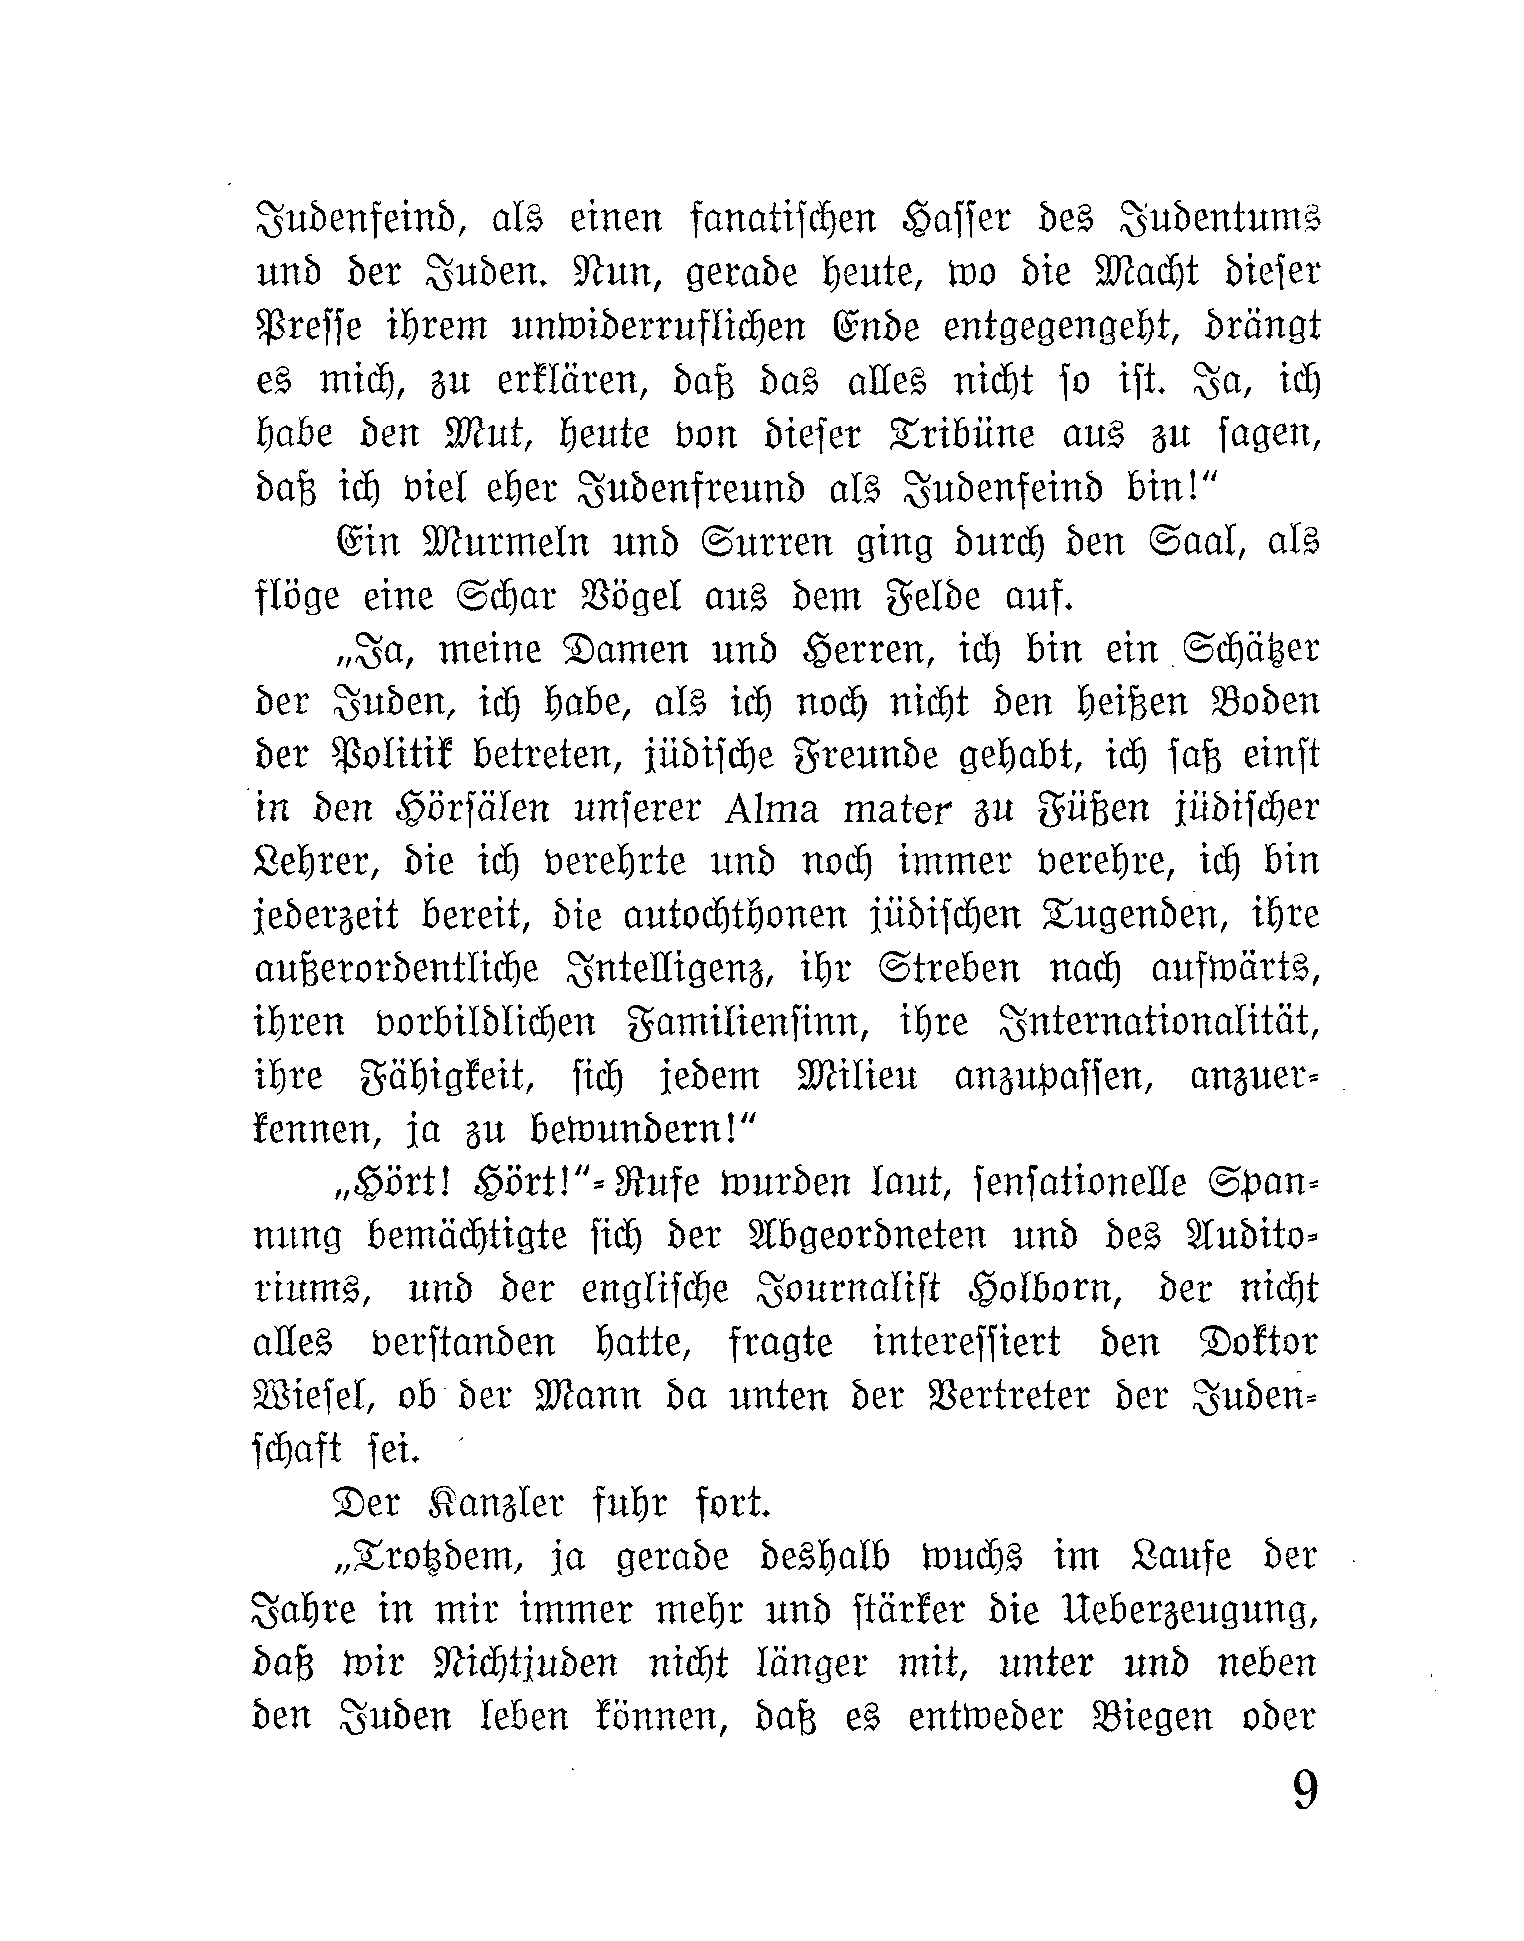 Judenfeind, als einen fanatiſchen Haſſer des Judentums
und der Juden. Nun, gerade heute, wo die Macht dieſer
Preſſe ihrem unwiderruflichen Ende entgegengeht, drängt
es mich, zu erklären, daß das alles nicht ſo iſt. Ja, ich
habe den Mut, heute von dieſer Tribüne aus zu ſagen,
daß ich viel eher Judenfreund als Judenfeind bin!“
Ein Murmeln und Surren ging durch den Saal, als
flöge eine Schar Vögel aus dem Felde auf.
„Ja, meine Damen und Herren, ich bin ein Schätzer
der Juden, ich habe, als ich noch nicht den heißen Boden
der Politik betreten, jüdiſche Freunde gehabt, ich ſaß einſt
in den Hörſälen unſerer Alma mater zu Füßen jüdiſcher
Lehrer, die ich verehrte und noch immer verehre, ich bin
jederzeit bereit, die autochthonen jüdiſchen Tugenden, ihre
außerordentliche Intelligenz, ihr Streben nach aufwärts,
ihren vorbildlichen Familienſinn, ihre Internationalität,
ihre Fähigkeit, ſich jedem Milieu anzupaſſen, anzuer-
kennen, ja zu bewundern!“
„Hört! Hört!“-Rufe wurden laut, ſenſationelle Span-
nung bemächtigte ſich der Abgeordneten und des Audito-
riums, und der engliſche Journaliſt Holborn, der nicht
alles verſtanden hatte, fragte intereſſiert den Doktor
Wieſel, ob der Mann da unten der Vertreter der Juden-
ſchaft ſei.
Der Kanzler fuhr fort.
„Trotzdem, ja gerade deshalb wuchs im Laufe der
Jahre in mir immer mehr und ſtärker die Ueberzeugung,
daß wir Nichtjuden nicht länger mit, unter und neben
den Juden leben können, daß es entweder Biegen oder
9